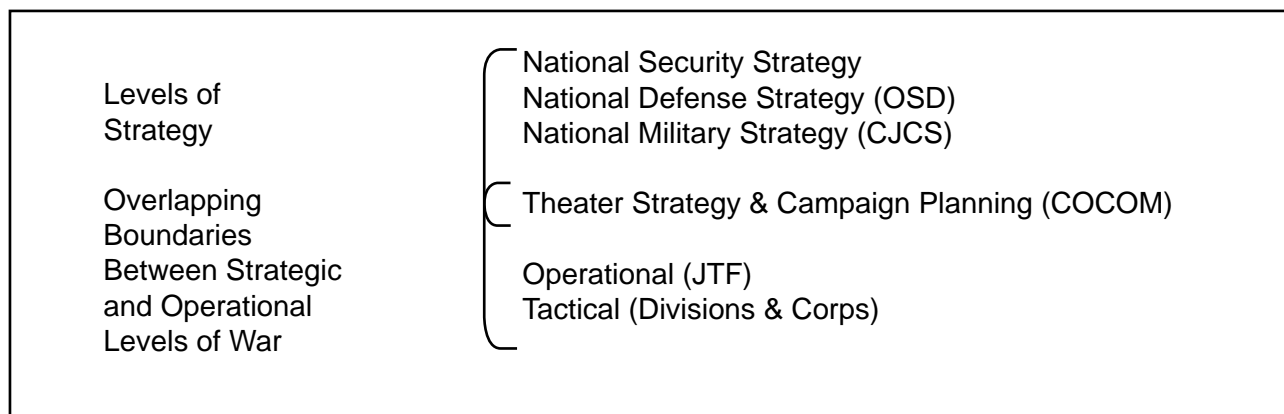 Levels of
Strategy
Overlapping
Boundaries
Between Strategic
and Operational
Levels of War
National Security Strategy
National Defense Strategy (OSD)
National Military Strategy (CJCS)
Theater Strategy & Campaign Planning (COCOM)
Operational (JTF)
Tactical (Divisions & Corps)